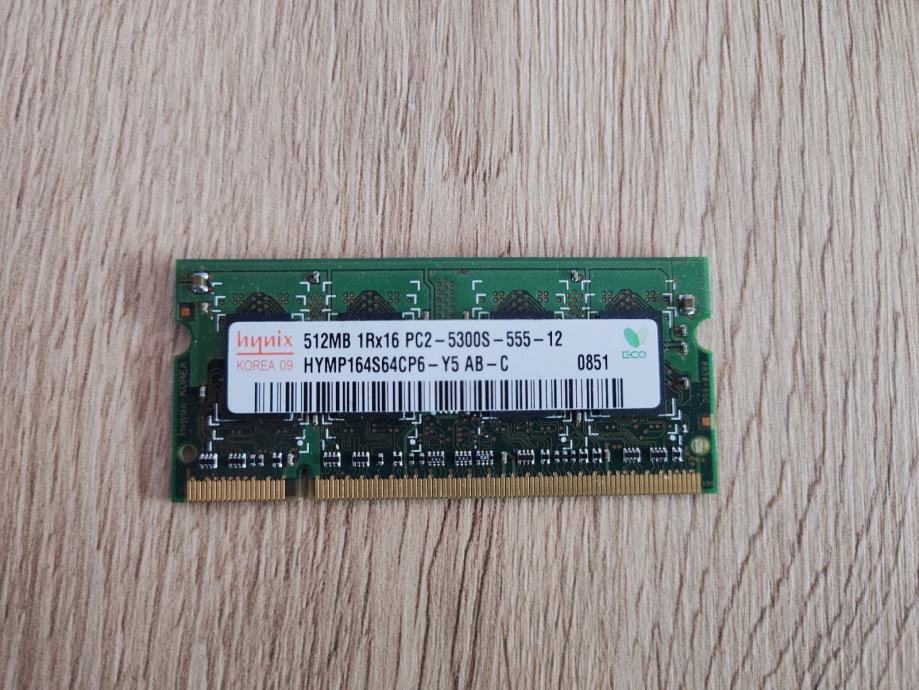 hynix 512MB 1Rx16 PC2-5300S-555-12
KOREA 09 HYMP164S64CP6-Y5 AB-C 0851
ECO